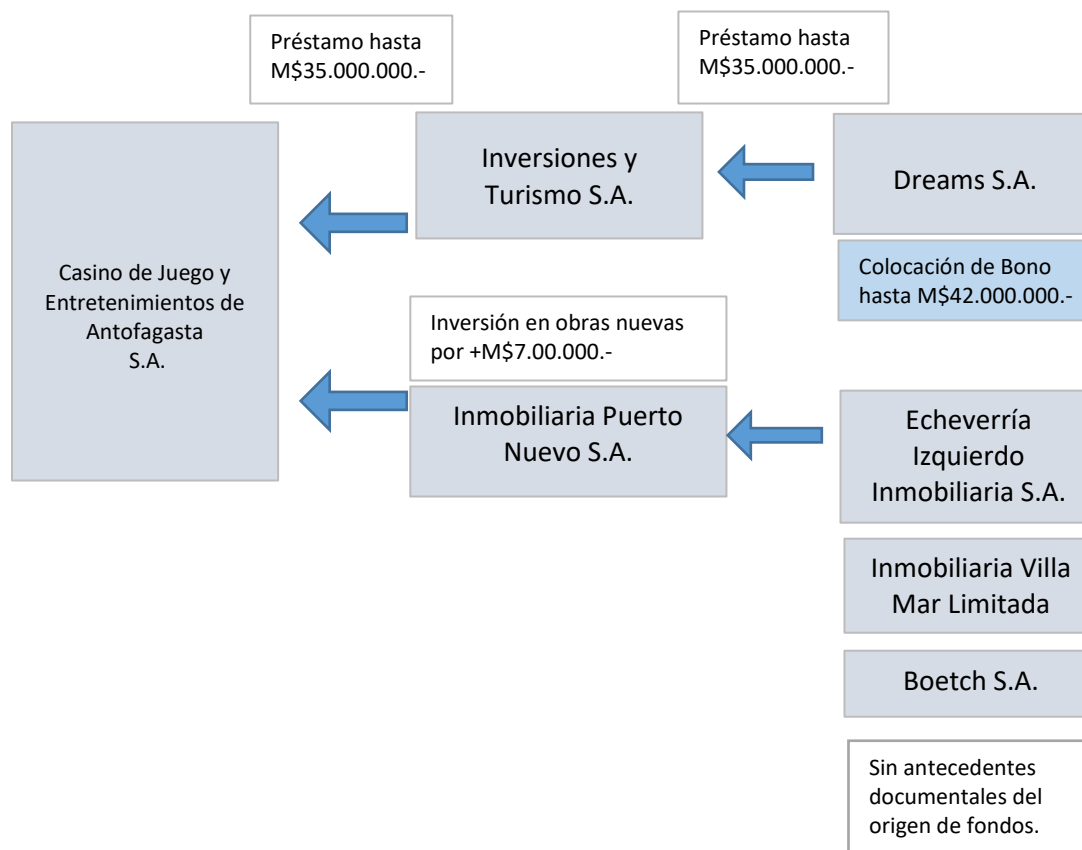 Préstamo hasta
M$35.000.000.-
Préstamo hasta
M$35.000.000.-
Casino de Juego y
Entretenimientos de
Antofagasta
S.A.
Inversiones y
Turismo S.A.
Dreams S.A.
Colocación de Bono
hasta M$42.000.000.-
Inversión en obras nuevas
por +M$7.00.000.-
Inmobiliaria Puerto
Nuevo S.A.
Echeverría
Izquierdo
Inmobiliaria S.A.
Inmobiliaria Villa
Mar Limitada
Boetch S.A.
Sin antecedentes
documentales del
origen de fondos.